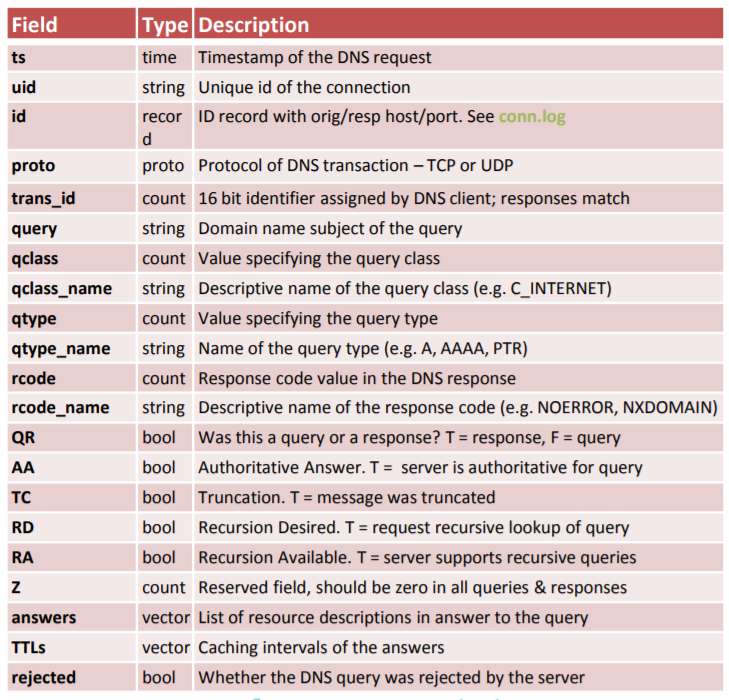 Field Type Description
ts time Timestamp of the DNS request
uid string Unique id of the connection
id recor ID record with orig/resp host/port. See conn.log
d
proto proto Protocol of DNS transaction – TCP or UDP
trans_id count 16 bit identifier assigned by DNS client; responses match
query string Domain name subject of the query
qclass count Value specifying the query class
qclass_name string Descriptive name of the query class (e.g. C_INTERNET)
qtype count Value specifying the query type
qtype_name string Name of the query type (e.g. A, AAAA, PTR)
rcode count Response code value in the DNS response
rcode_name string Descriptive name of the response code (e.g. NOERROR, NXDOMAIN)
QR bool Was this a query or a response? T = response, F = query
AA bool Authoritative Answer. T = server is authoritative for query
TC bool Truncation. T = message was truncated
RD bool Recursion Desired. T = request recursive lookup of query
RA bool Recursion Available. T = server supports recursive queries
Z count Reserved field, should be zero in all queries & responses
answers vector List of resource descriptions in answer to the query
TTLs vector Caching intervals of the answers
rejected bool Whether the DNS query was rejected by the server